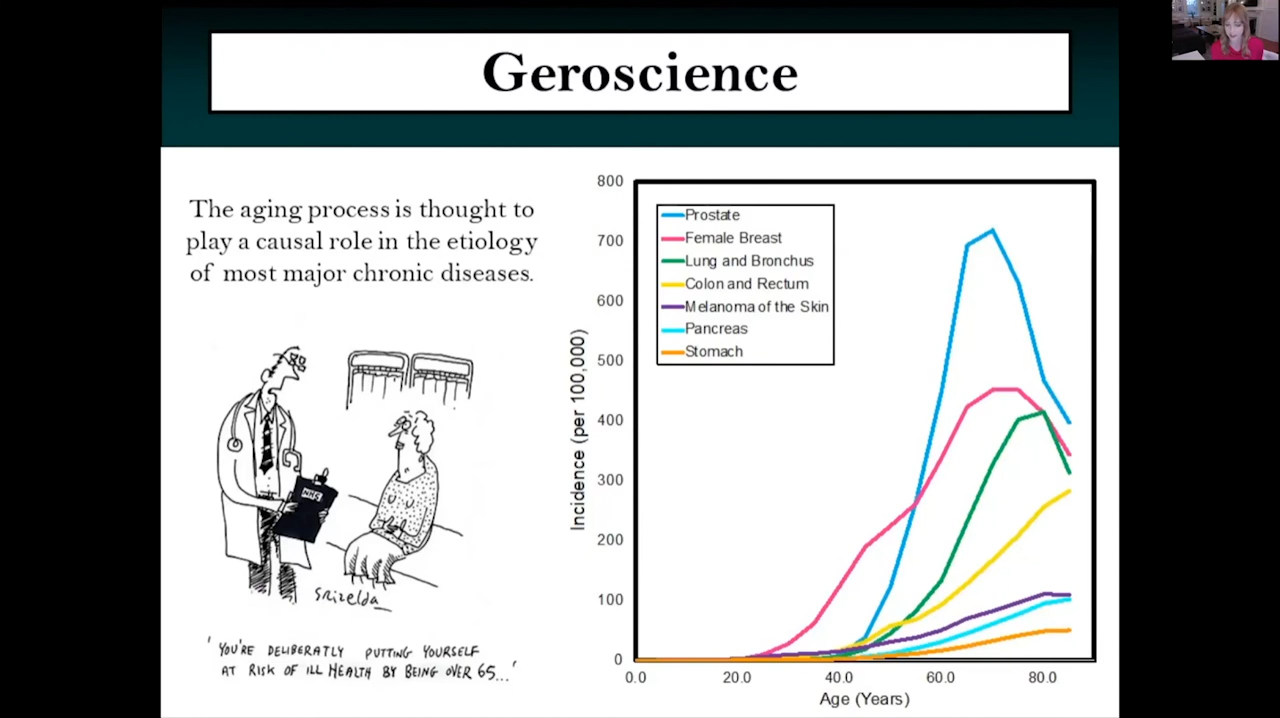 Geroscience
The aging process is thought to
play a causal role in the etiology
of most major chronic diseases.
NHS
Grizelda
'YOU'RE DELIBERATLY PUTTING YOURSELF
AT RISK OF ILL HEALTH BY BEING OVER 65...'
800
700
600
500
400
300
200
100
0
Incidence (per 100,000)
Prostate
Female Breast
Lung and Bronchus
Colon and Rectum
Melanoma of the Skin
Pancreas
Stomach
0.0 20.0 40.0 60.0 80.0
Age (Years)